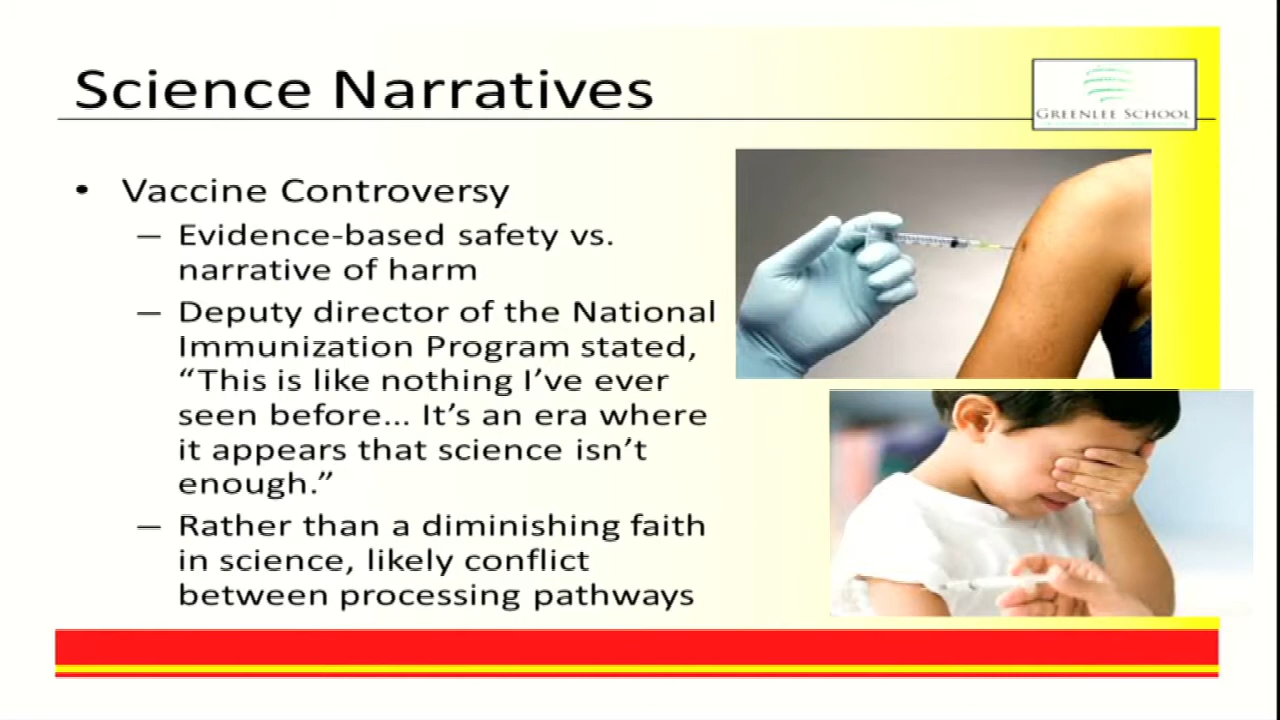 Science Narratives
GREENLEE SCHOOL
• Vaccine Controversy
– Evidence-based safety vs.
narrative of harm
– Deputy director of the National
Immunization Program stated,
“This is like nothing I’ve ever
seen before... It’s an era where
it appears that science isn’t
enough.”
– Rather than a diminishing faith
in science, likely conflict
between processing pathways